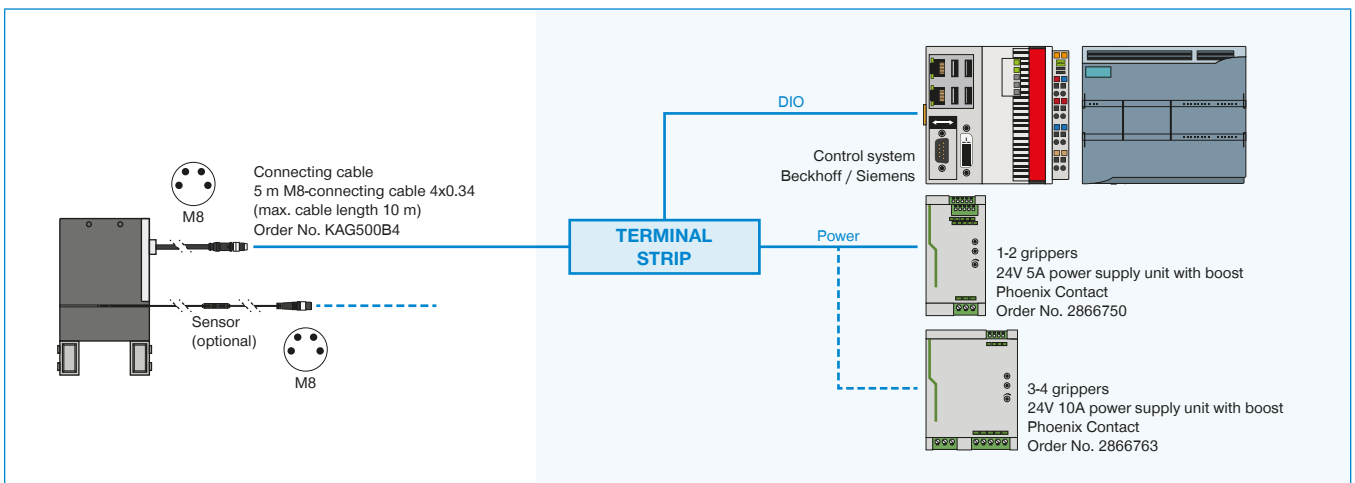 DIO
Control system
Beckhoff / Siemens
Connecting cable
5 m M8-connecting cable 4x0.34
(max. cable length 10 m)
Order No. KAG500B4
M8
TERMINAL
STRIP
Power
1-2 grippers
24V 5A power supply unit with boost
Phoenix Contact
Order No. 2866750
Sensor
(optional)
M8
3-4 grippers
24V 10A power supply unit with boost
Phoenix Contact
Order No. 2866763